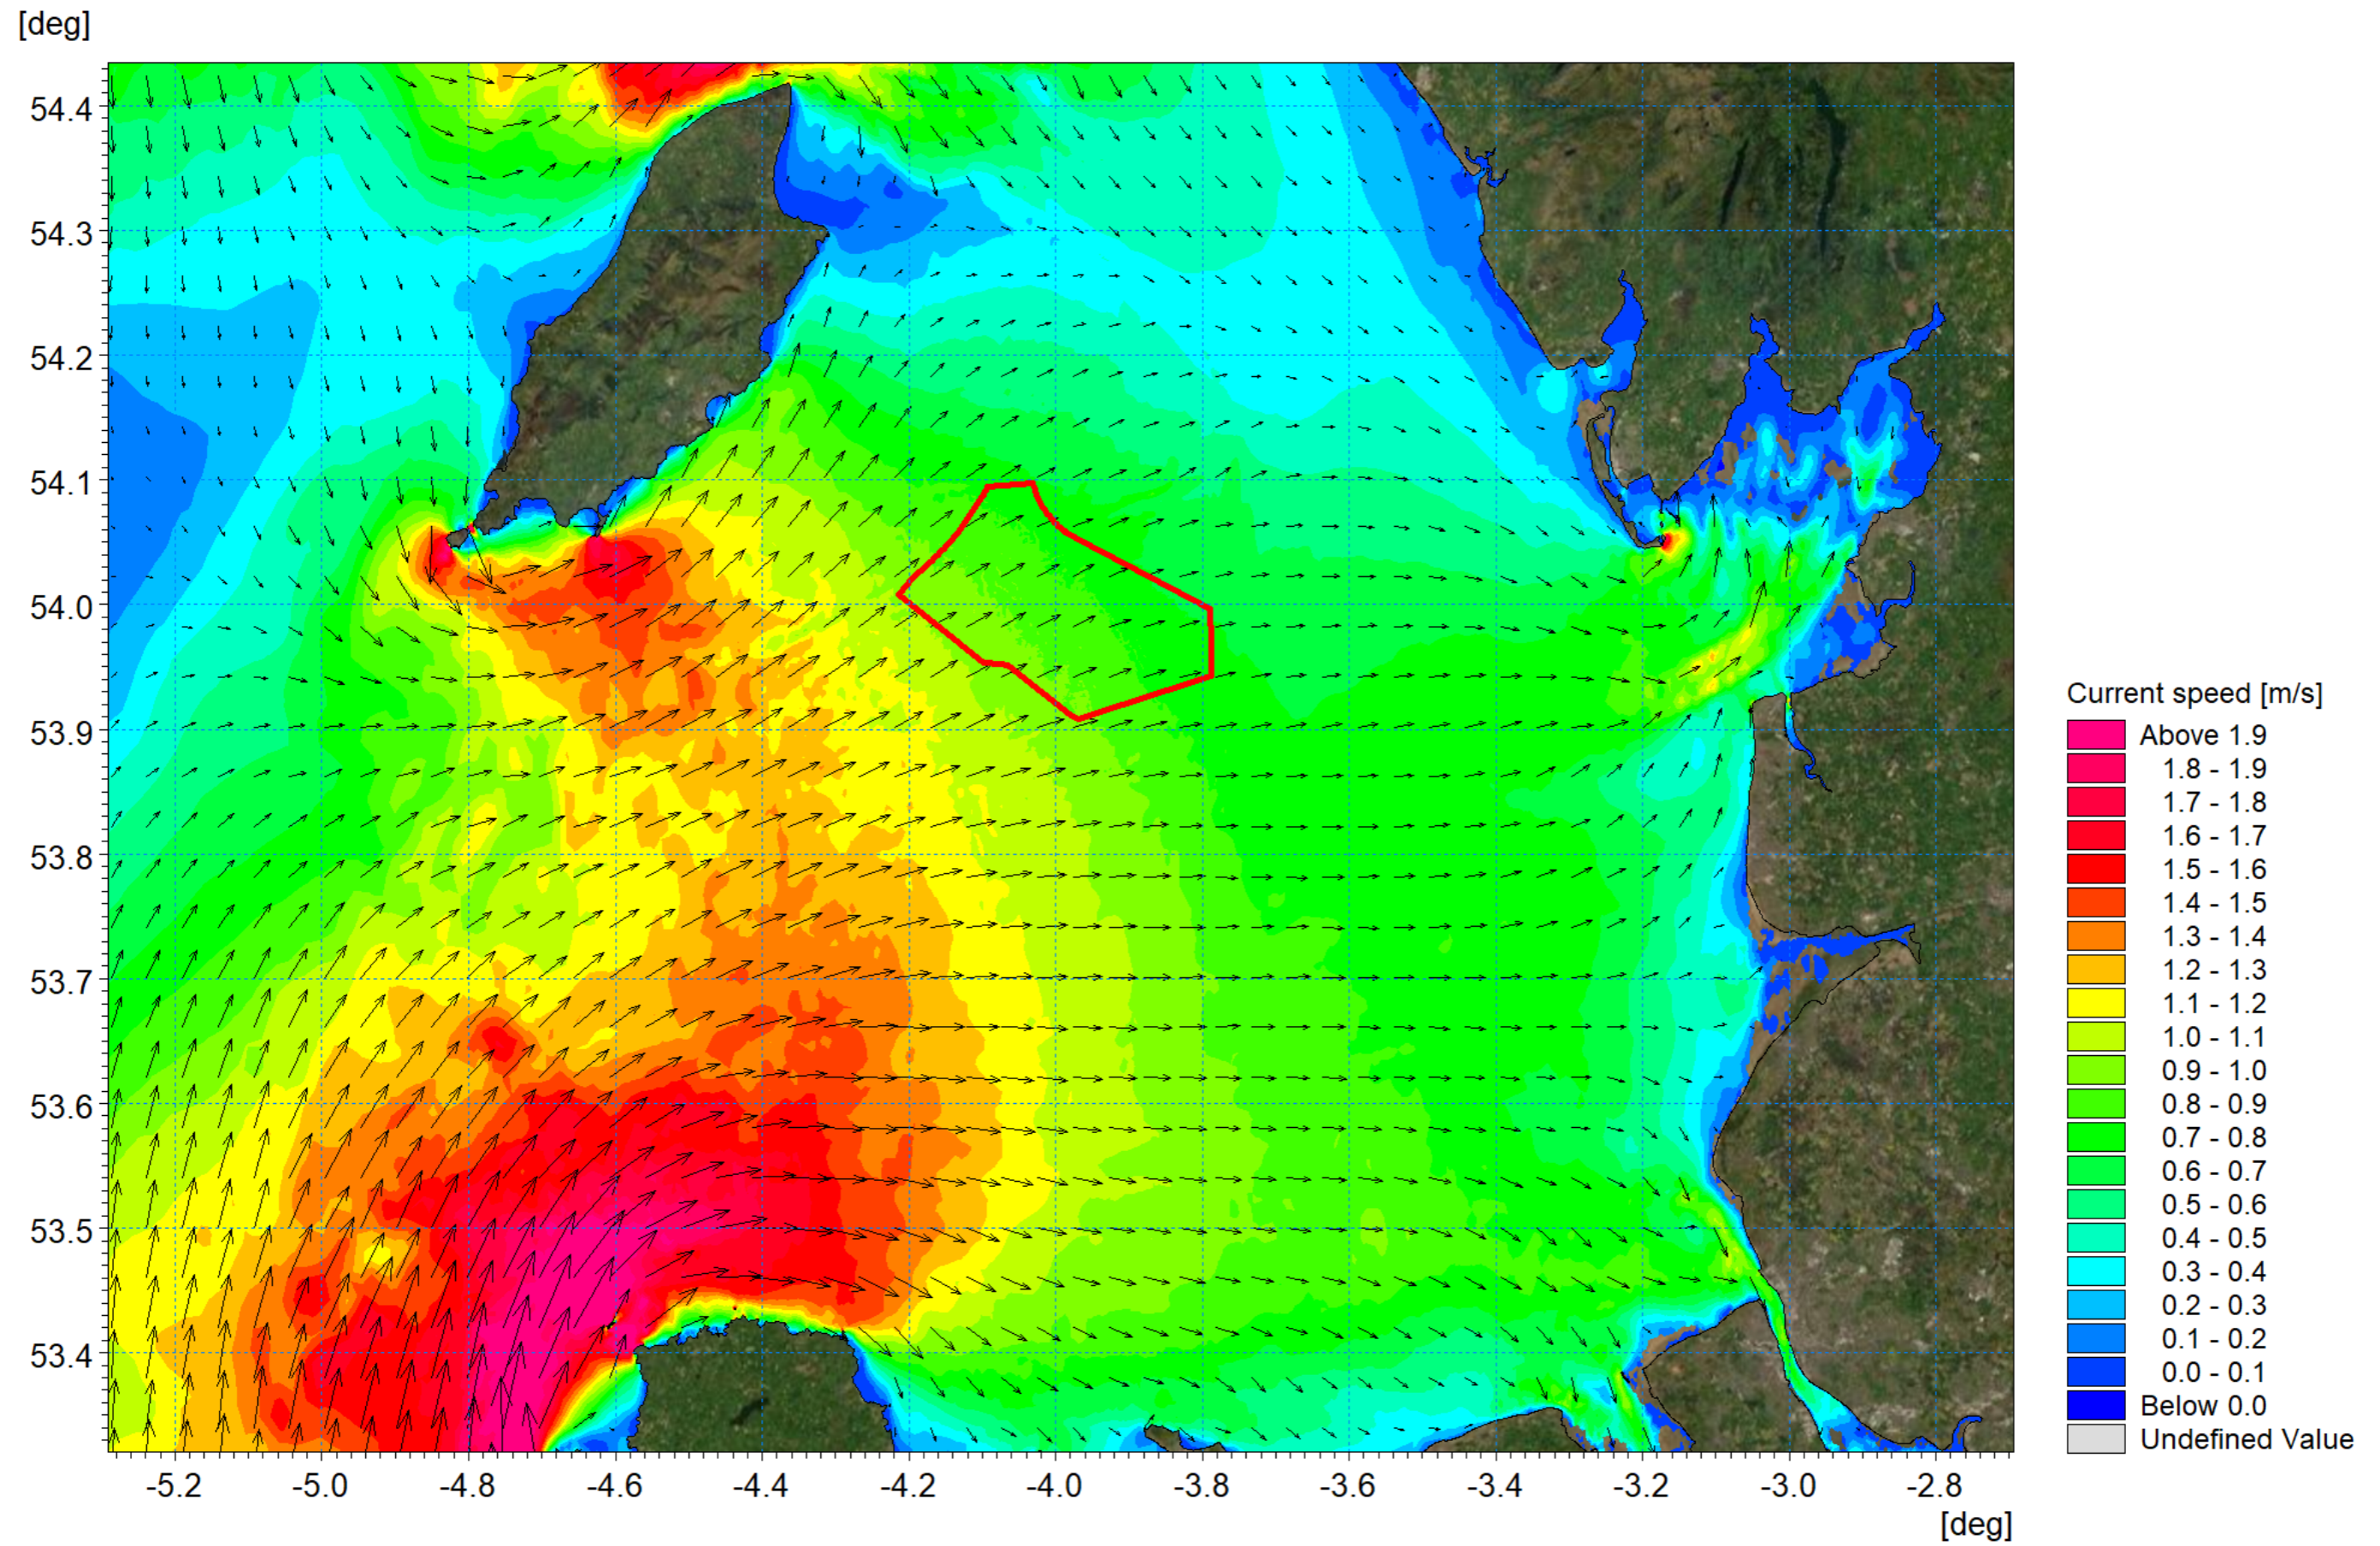 [deg]
54.4
54.3
54.2
54.1
54.0
53.9
53.8
53.7
53.6
53.5
53.4
-5.2 -5.0 -4.8 -4.6 -4.4 -4.2 -4.0 -3.8 -3.6 -3.4 -3.2 -3.0 -2.8
[deg]
Current speed [m/s]
Above 1.9
1.8 - 1.9
1.7 - 1.8
1.6 - 1.7
1.5 - 1.6
1.4 - 1.5
1.3 - 1.4
1.2 - 1.3
1.1 - 1.2
1.0 - 1.1
0.9 - 1.0
0.8 - 0.9
0.7 - 0.8
0.6 - 0.7
0.5 - 0.6
0.4 - 0.5
0.3 - 0.4
0.2 - 0.3
0.1 - 0.2
0.0 - 0.1
Below 0.0
Undefined Value